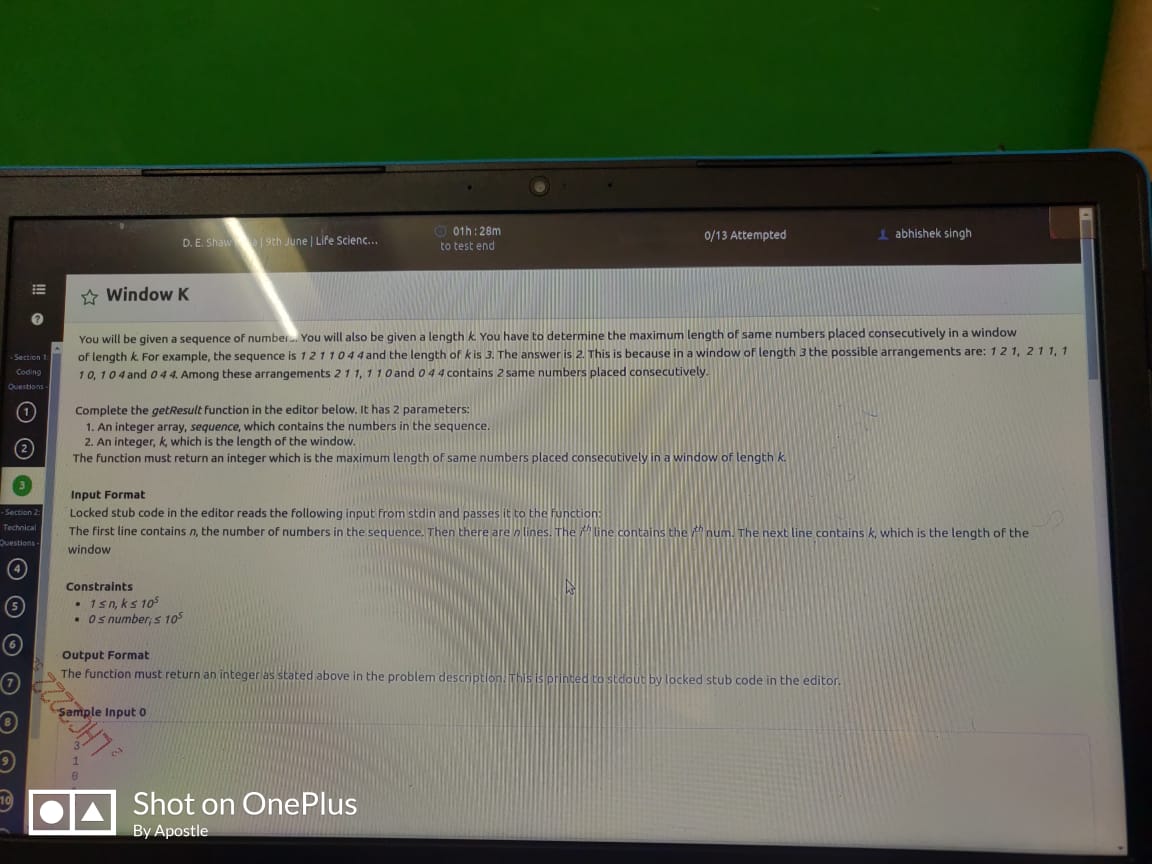 D. E. Shaw | 9th June | Life Scienc...
01h : 28m
to test end
0/13 Attempted
abhishek singh
Window K
You will be given a sequence of numbers. You will also be given a length k. You have to determine the maximum length of same numbers placed consecutively in a window
of length k. For example, the sequence is 1 2 1 1 0 4 4 and the length of k is 3. The answer is 2. This is because in a window of length 3 the possible arrangements are: 1 2 1, 2 1 1, 1
1 0, 1 0 4 and 0 4 4. Among these arrangements 2 1 1, 1 1 0 and 0 4 4 contains 2 same numbers placed consecutively.
Complete the getResult function in the editor below. It has 2 parameters:
1. An integer array, sequence, which contains the numbers in the sequence.
2. An integer, k, which is the length of the window.
The function must return an integer which is the maximum length of same numbers placed consecutively in a window of length k.
Input Format
Locked stub code in the editor reads the following input from stdin and passes it to the function:
The first line contains n, the number of numbers in the sequence. Then there are n lines. The ith line contains the ith num. The next line contains k, which is the length of the
window
Constraints
• 1 ≤ n, k ≤ 10^5
• 0 ≤ number_i ≤ 10^5
Output Format
The function must return an integer as stated above in the problem description. This is printed to stdout by locked stub code in the editor.
Sample Input 0
3
1
0
- Section 1:
Coding
Questions -
1
2
3
- Section 2:
Technical
Questions -
4
5
6
7
8
9
10
Shot on OnePlus
By Apostle